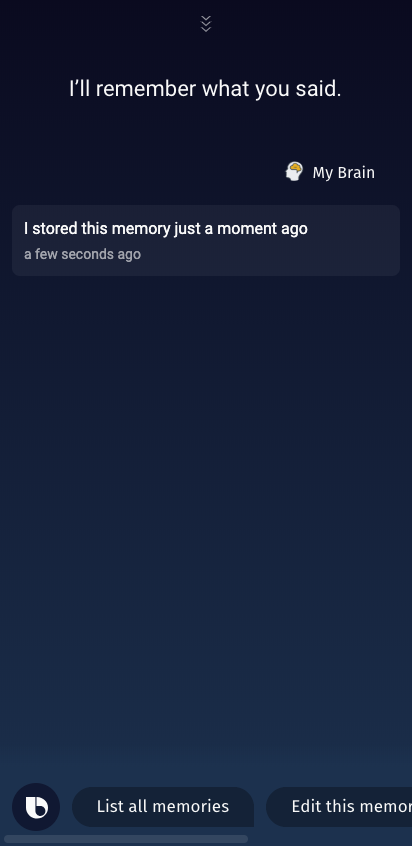 I’ll remember what you said.
My Brain
I stored this memory just a moment ago
a few seconds ago
List all memories
Edit this memor